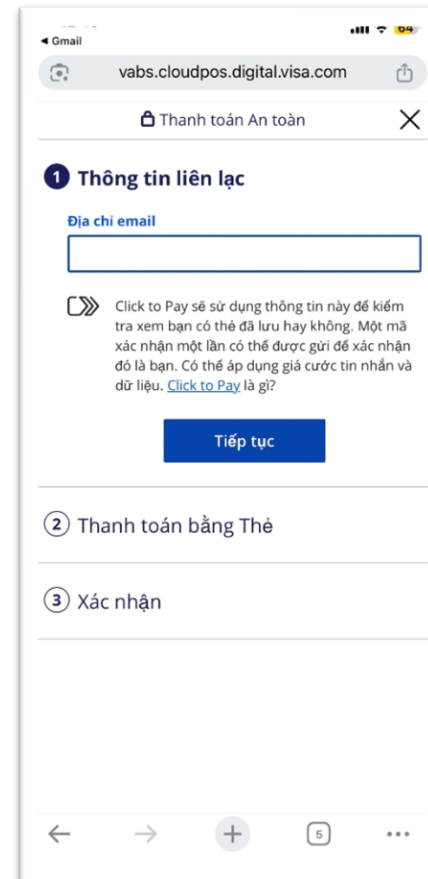 ◀ Gmail
64
vabs.cloudpos.digital.visa.com
Thanh toán An toàn
1 Thông tin liên lạc
Địa chỉ email
Click to Pay sẽ sử dụng thông tin này để kiểm
tra xem bạn có thẻ đã lưu hay không. Một mã
xác nhận một lần có thể được gửi để xác nhận
đó là bạn. Có thể áp dụng giá cước tin nhắn và
dữ liệu. Click to Pay là gì?
Tiếp tục
2 Thanh toán bằng Thẻ
3 Xác nhận
5